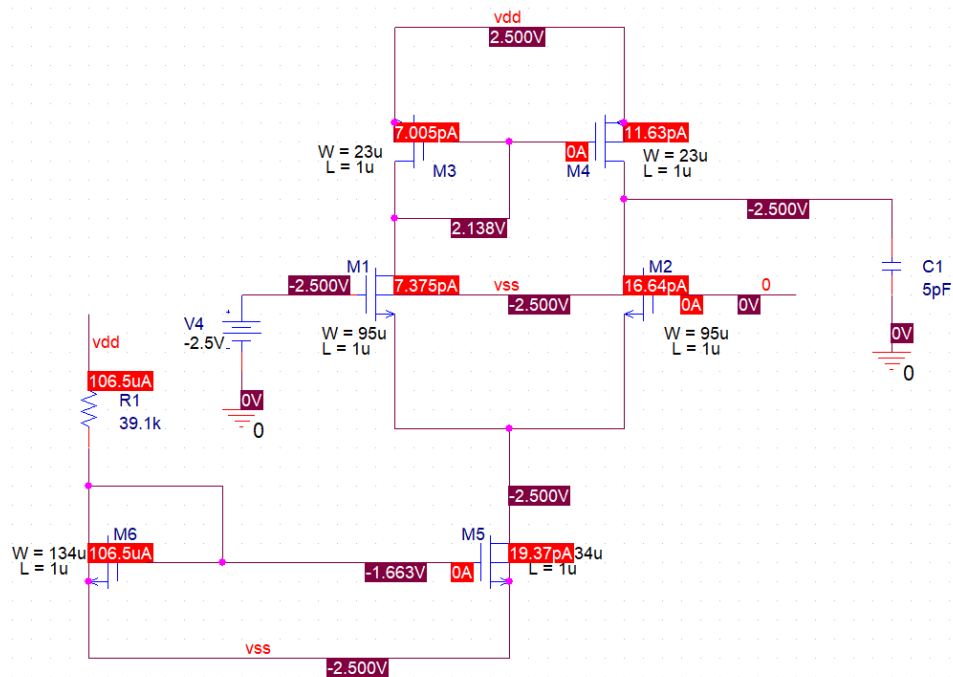 vdd
2.500V
7.005pA
11.63pA
W = 23u
L = 1u
M3
0A
M4
W = 23u
L = 1u
2.138V
-2.500V
M1
-2.500V
7.375pA
vss
-2.500V
M2
16.64pA
0A
0V
0
C1
5pF
V4
-2.5V
W = 95u
L = 1u
W = 95u
L = 1u
0V
0
vdd
106.5uA
R1
39.1k
0V
0
-2.500V
M6
W = 134u
L = 1u
106.5uA
-1.663V
M5
0A
19.37pA
34u
L = 1u
vss
-2.500V